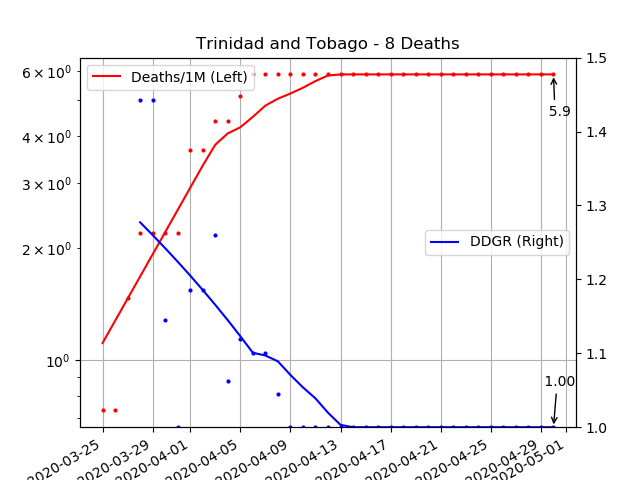 Trinidad and Tobago - 8 Deaths
Deaths/1M (Left)
DDGR (Right)
5.9
1.00
6 × 10⁰
4 × 10⁰
3 × 10⁰
2 × 10⁰
10⁰
1.5
1.4
1.3
1.2
1.1
1.0
2020-03-25
2020-03-29
2020-04-01
2020-04-05
2020-04-09
2020-04-13
2020-04-17
2020-04-21
2020-04-25
2020-04-29
2020-05-01